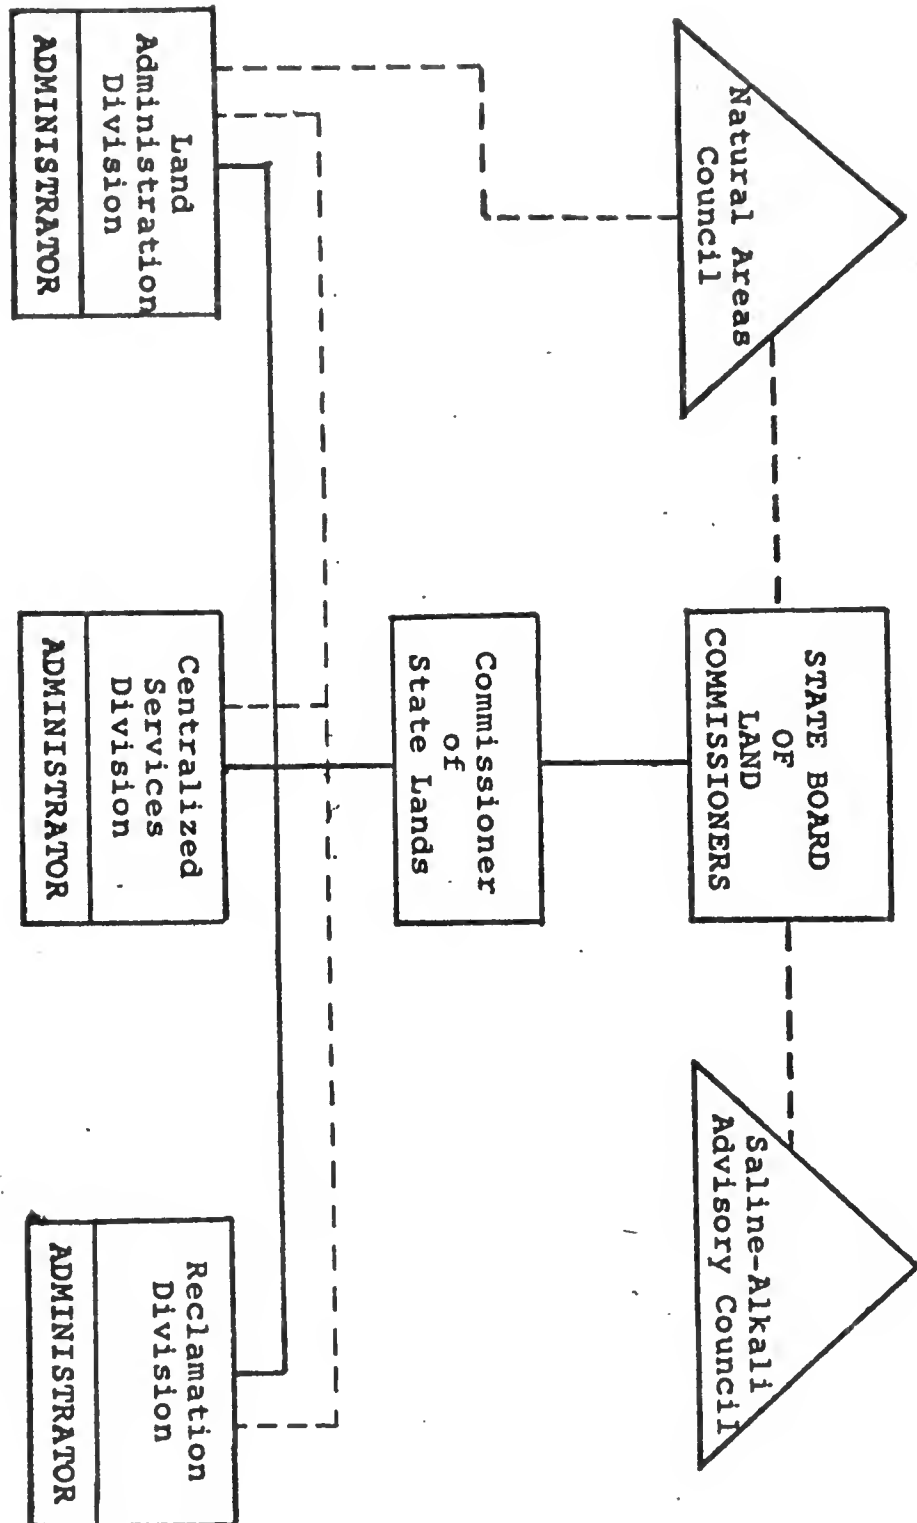 Natural Areas
Council
STATE BOARD
OF
LAND
COMMISSIONERS
Saline-Alkali
Advisory Council
Commissioner
of
State Lands
Land
Administration
Division
ADMINISTRATOR
Centralized
Services
Division
ADMINISTRATOR
Reclamation
Division
ADMINISTRATOR